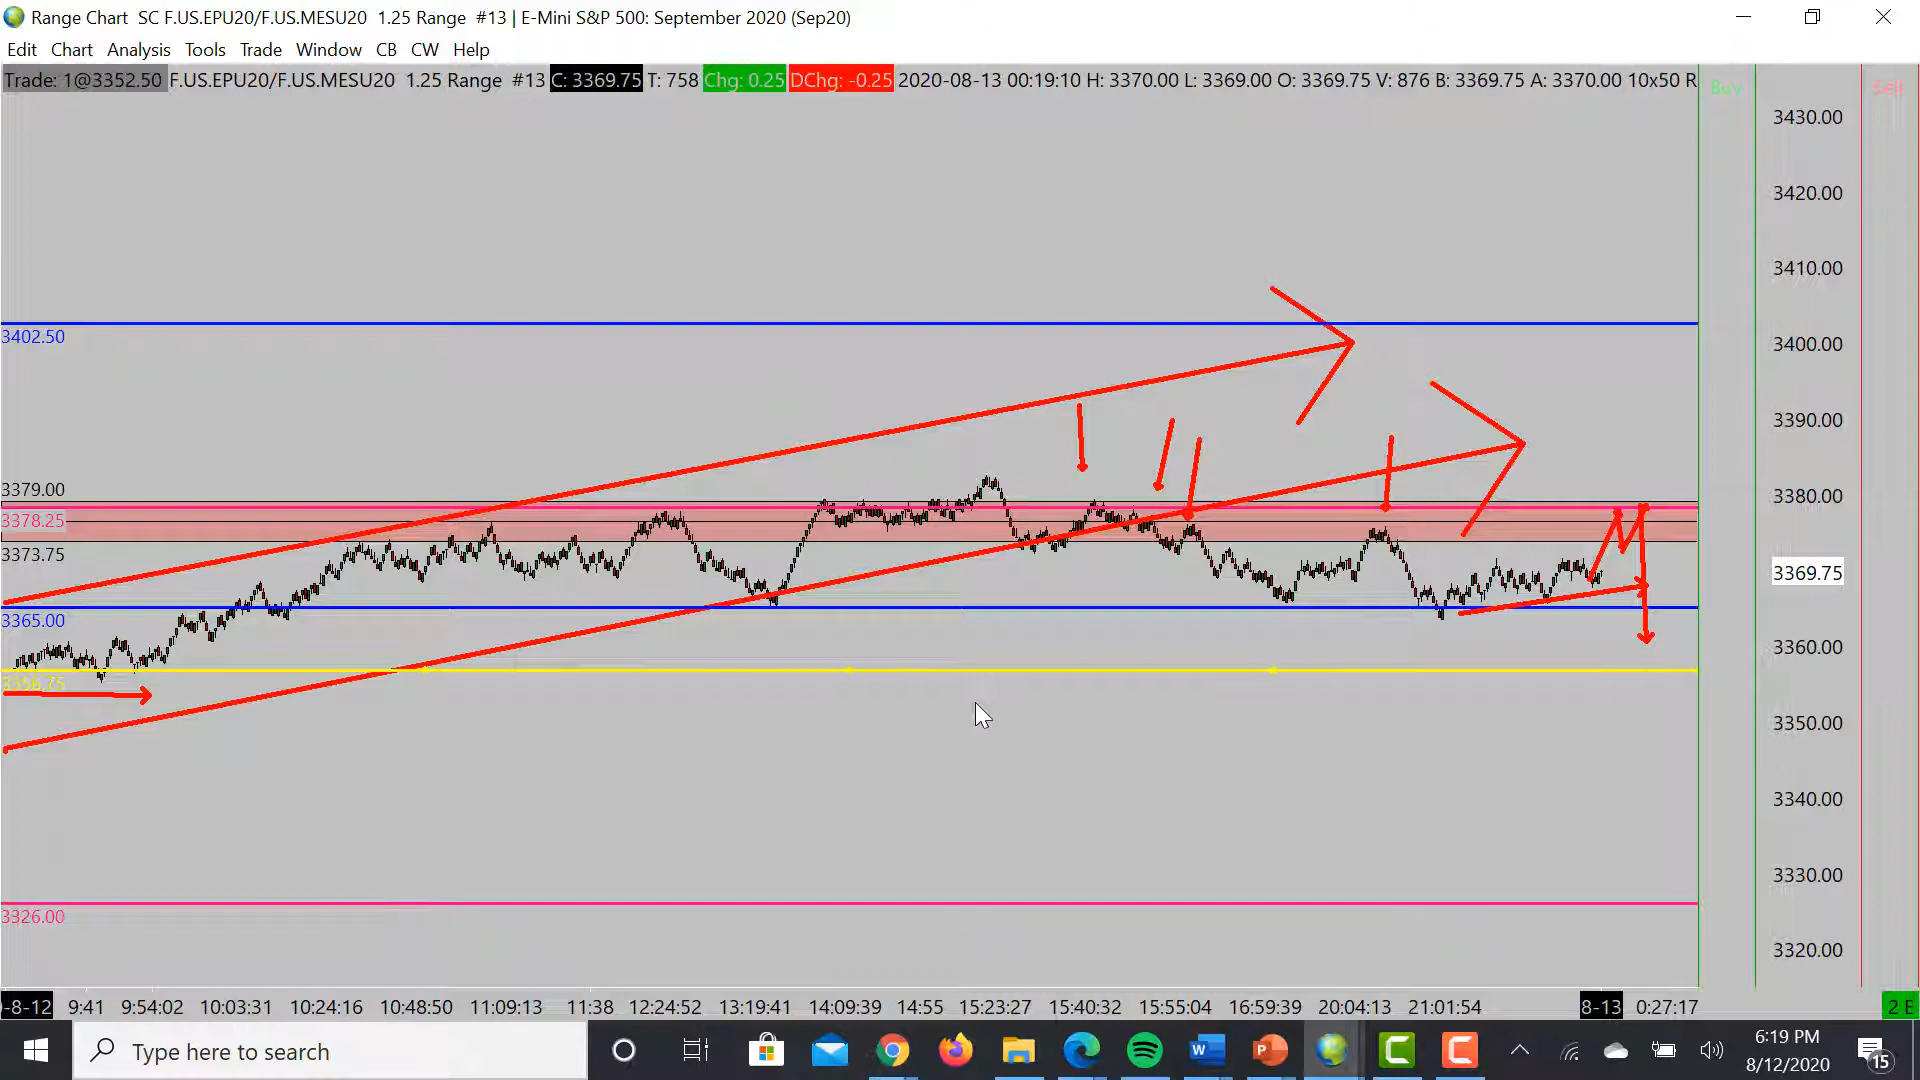 Range Chart SC F.US.EPU20/F.US.MESU20 1.25 Range #13 | E-Mini S&P 500: September 2020 (Sep20)
Edit Chart Analysis Tools Trade Window CB CW Help
Trade: 1@3352.50 F.US.EPU20/F.US.MESU20 1.25 Range #13 C: 3369.75 T: 758 Chg: 0.25 DChg: -0.25 2020-08-13 00:19:10 H: 3370.00 L: 3369.00 O: 3369.75 V: 876 B: 3369.75 A: 3370.00 10x50 R
Buy
Sell
3430.00
3420.00
3410.00
3402.50
3400.00
3390.00
3379.00
3380.00
3378.25
3373.75
3369.75
3365.00
3360.00
3356.75
3350.00
3340.00
3330.00
3326.00
3320.00
-8-12 9:41 9:54:02 10:03:31 10:24:16 10:48:50 11:09:13 11:38 12:24:52 13:19:41 14:09:39 14:55 15:23:27 15:40:32 15:55:04 16:59:39 20:04:13 21:01:54 8-13 0:27:17 2 E
Type here to search
6:19 PM
8/12/2020
15